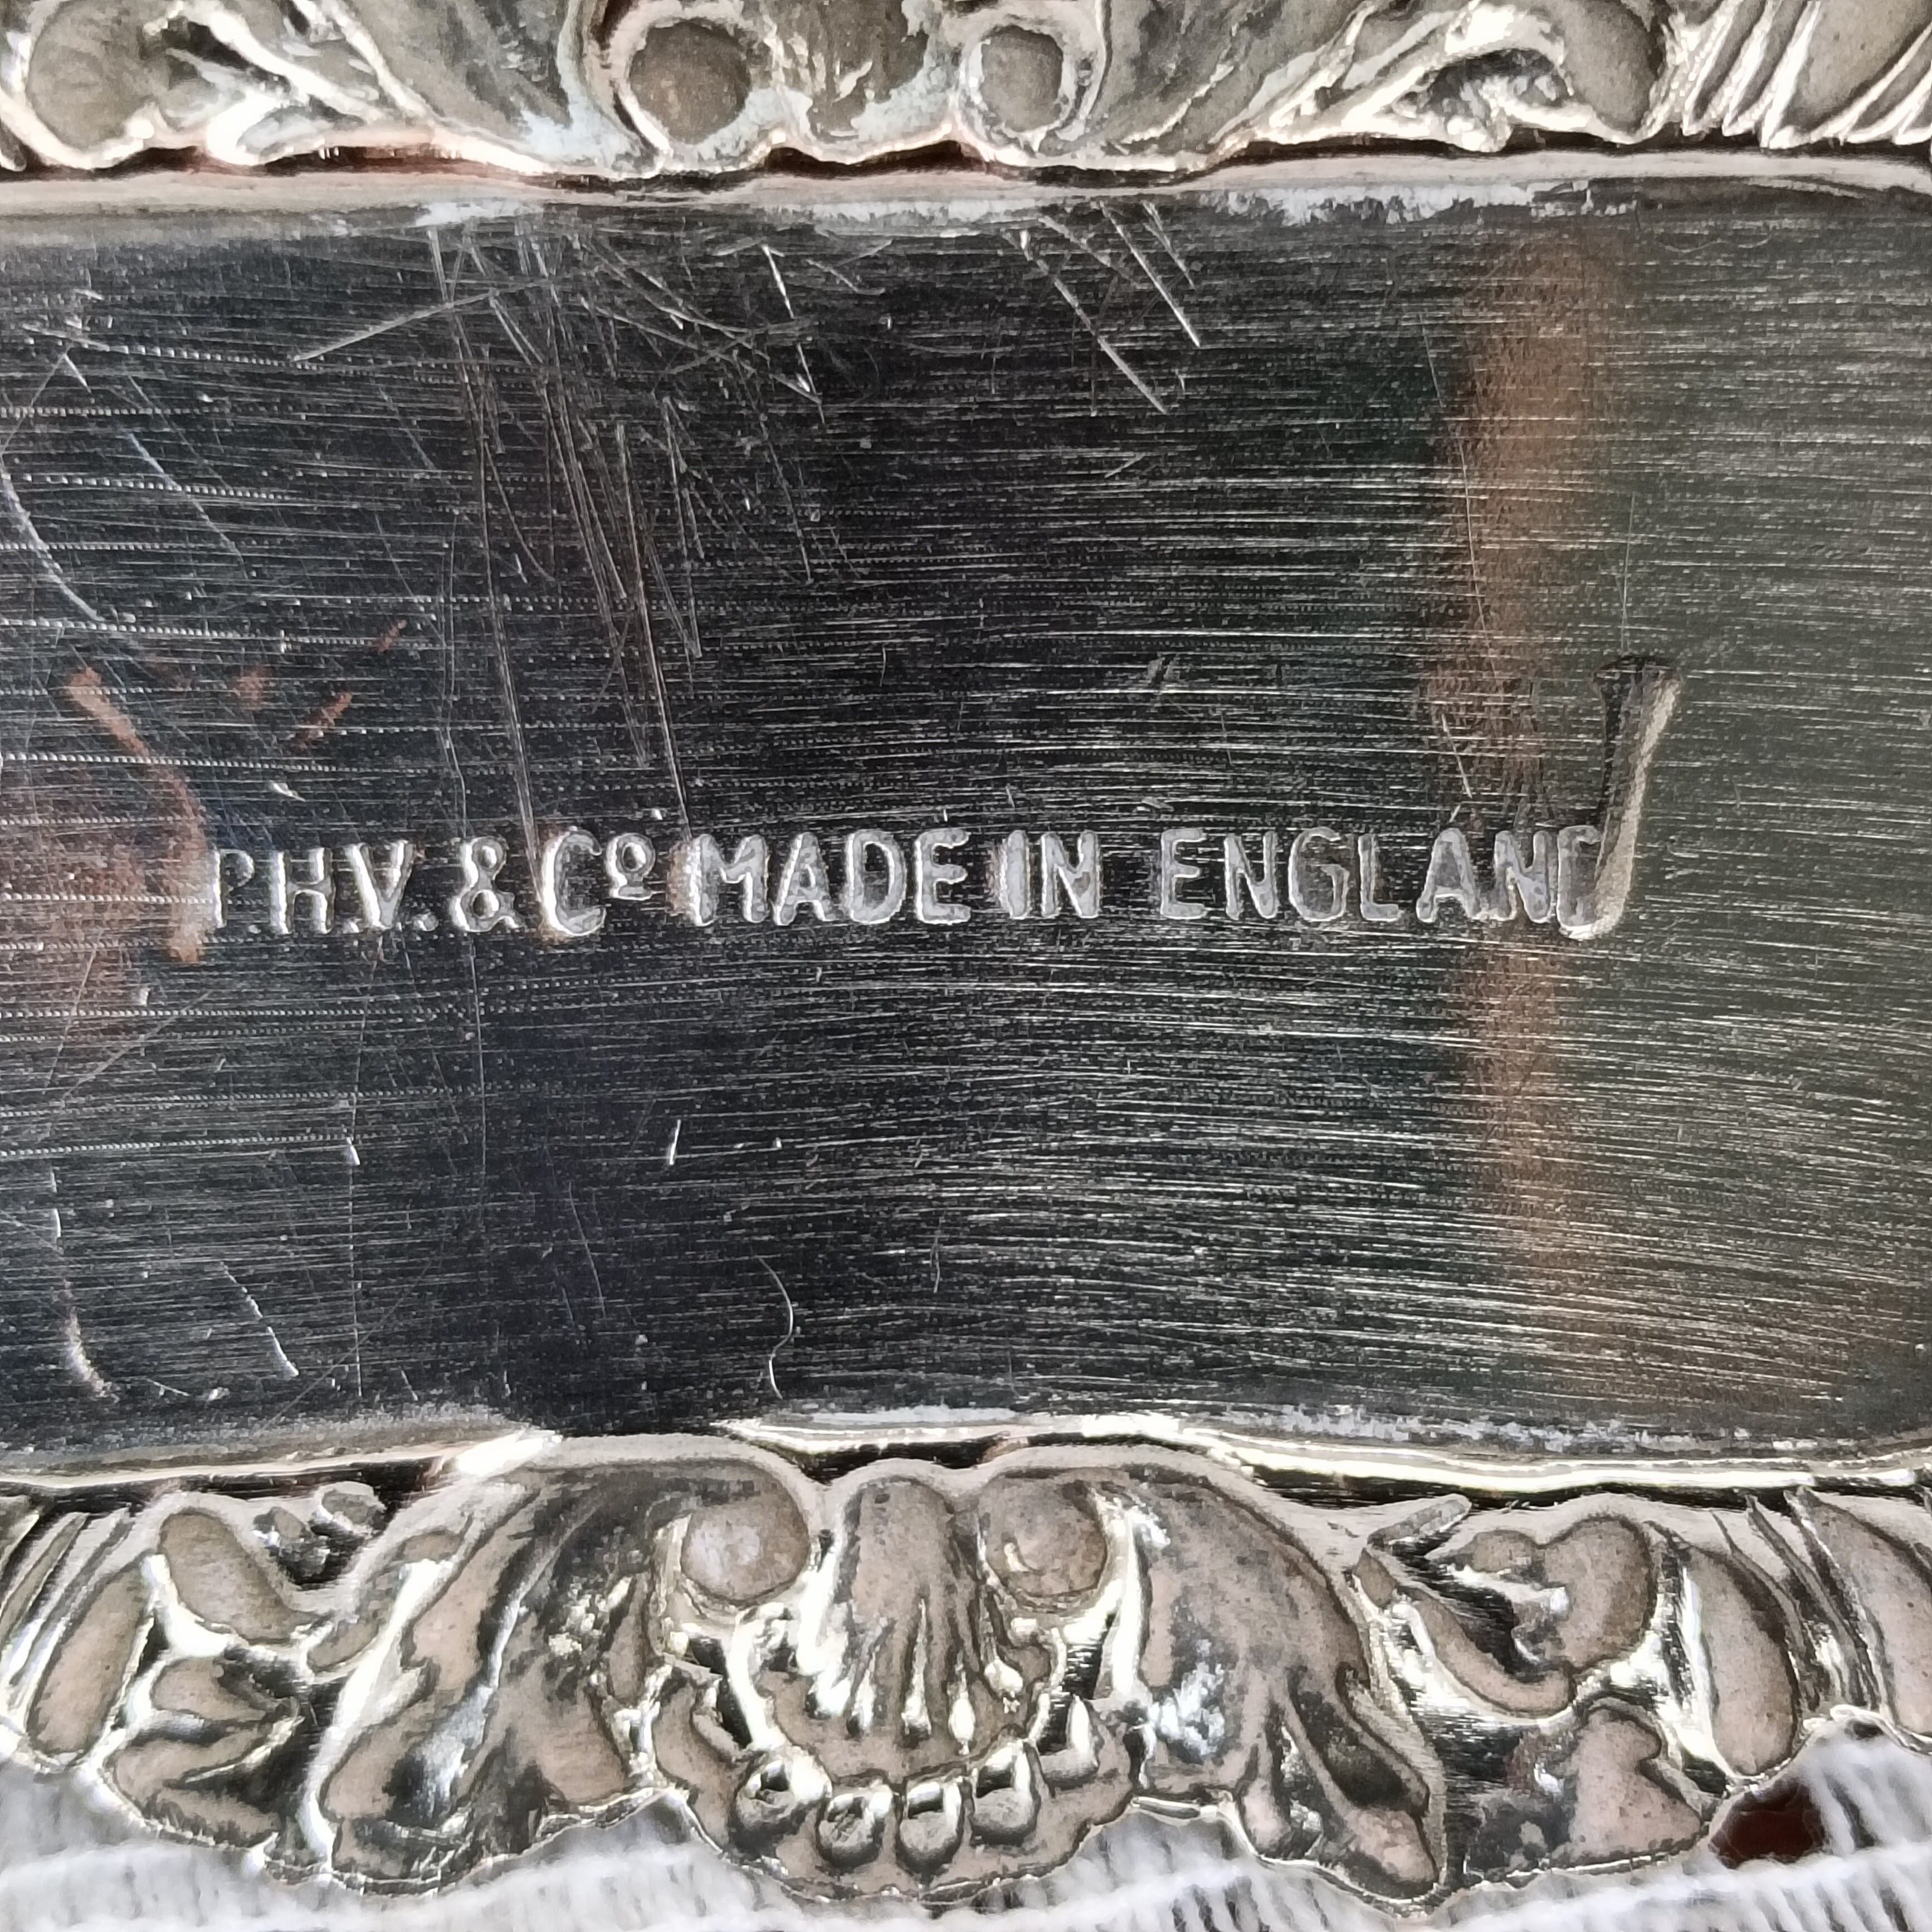 P.H.V. & Cº MADE IN ENGLAND